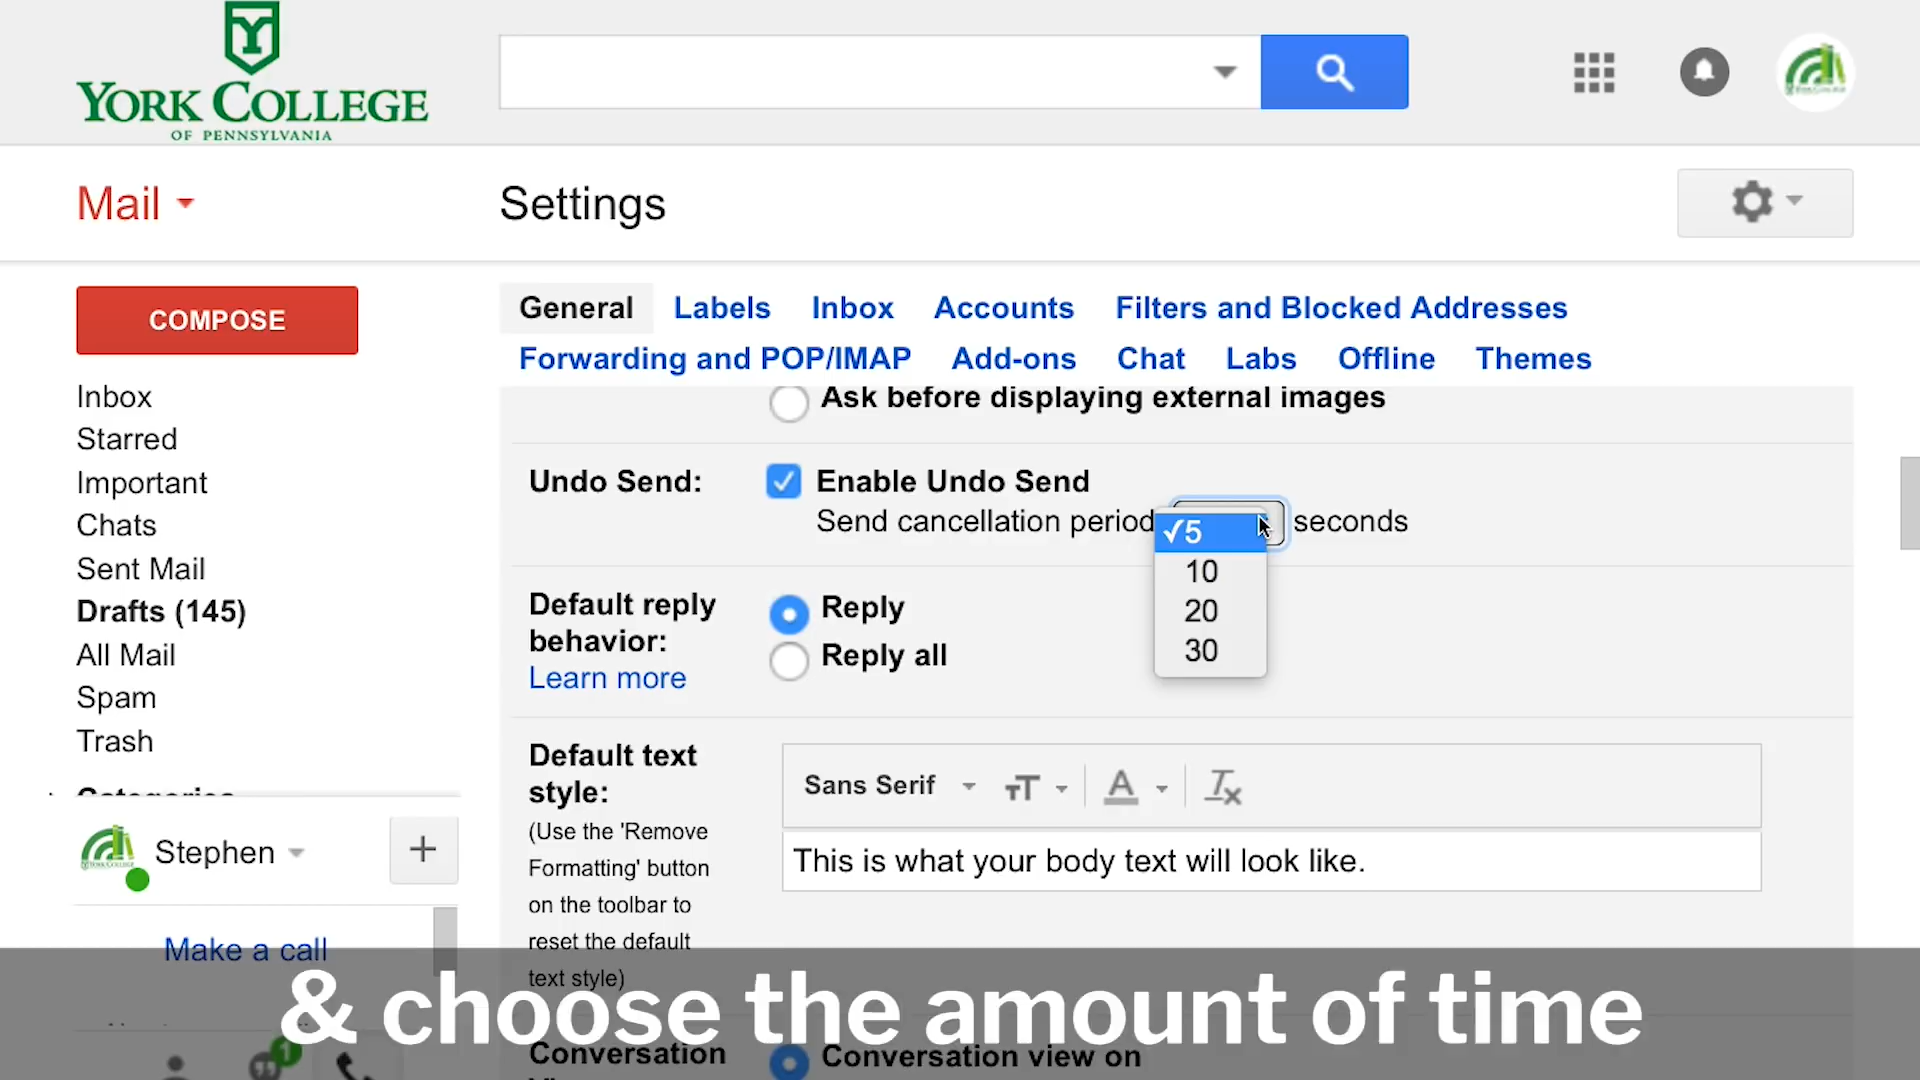 YORK COLLEGE
OF PENNSYLVANIA
Mail
Settings
COMPOSE
General Labels Inbox Accounts Filters and Blocked Addresses
Forwarding and POP/IMAP Add-ons Chat Labs Offline Themes
Inbox
Starred
Important
Chats
Sent Mail
Drafts (145)
All Mail
Spam
Trash
Categories
Stephen
+
Make a call
1
Ask before displaying external images
Undo Send:
Enable Undo Send
Send cancellation period
seconds
✓5
10
20
30
Default reply
behavior:
Learn more
Reply
Reply all
Default text
style:
(Use the 'Remove
Formatting' button
on the toolbar to
reset the default
text style)
Sans Serif
This is what your body text will look like.
Conversation
Conversation view on
& choose the amount of time